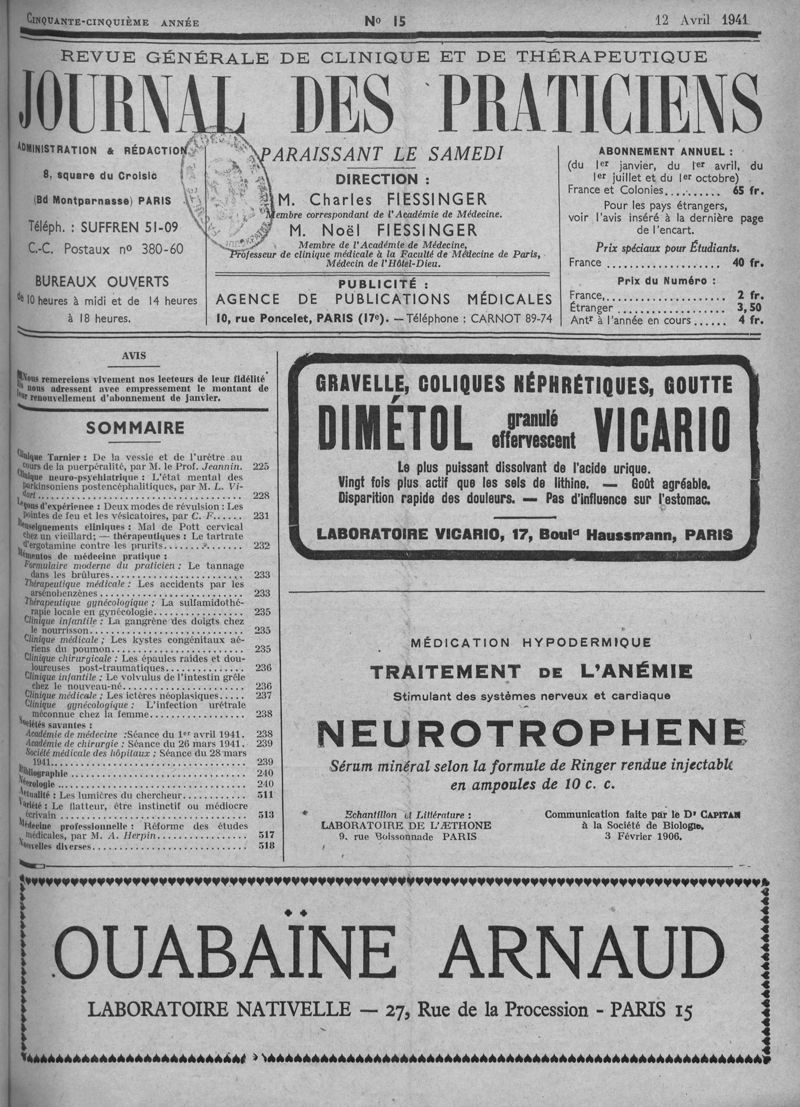 CINQUANTE-CINQUIÈME ANNÉE
No 15
12 Avril 1941
REVUE GÉNÉRALE DE CLINIQUE ET DE THÉRAPEUTIQUE
JOURNAL DES PRATICIENS
ADMINISTRATION & RÉDACTION
8, square du Croisic
(Bd Montparnasse) PARIS
Téléph. : SUFFREN 51-09
C.-C. Postaux no 380-60
BUREAUX OUVERTS
de 10 heures à midi et de 14 heures
à 18 heures.
PARAISSANT LE SAMEDI
DIRECTION :
M. Charles FIESSINGER
Membre correspondant de l'Académie de Médecine.
M. Noël FIESSINGER
Membre de l'Académie de Médecine,
Professeur de clinique médicale à la Faculté de Médecine de Paris,
Médecin de l'Hôtel-Dieu.
PUBLICITÉ :
AGENCE DE PUBLICATIONS MÉDICALES
10, rue Poncelet, PARIS (17e). — Téléphone : CARNOT 89-74
ABONNEMENT ANNUEL :
(du 1er janvier, du 1er avril, du
1er juillet et du 1er octobre)
France et Colonies.......... 65 fr.
Pour les pays étrangers,
voir l'avis inséré à la dernière page
de l'encart.
Prix spéciaux pour Étudiants.
France .................. 40 fr.
Prix du Numéro :
France.................... 2 fr.
Étranger .................. 3,50
Antr à l'année en cours ...... 4 fr.
AVIS
Nous remercions vivement nos lecteurs de leur fidélité
à nous adressent avec empressement le montant de
leur renouvellement d'abonnement de janvier.
SOMMAIRE
Clinique Tarnier : De la vessie et de l'urètre au
cours de la puerpéralité, par M. le Prof. Jeannin. 225
Clinique neuro-psychiatrique : L'état mental des
parkinsoniens postencéphalitiques, par M. L. Vi-
dart .................... 228
Leçons d'expérience : Deux modes de révulsion : Les
pointes de feu et les vésicatoires, par C. F...... 231
Renseignements cliniques : Mal de Pott cervical
chez un vieillard; — thérapeutiques : Le tartrate
d'ergotamine contre les prurits.......... 232
Mémentos de médecine pratique :
Formulaire moderne du praticien : Le tannage
dans les brûlures.................... 233
Thérapeutique médicale : Les accidents par les
arsénobenzènes.................... 233
Thérapeutique gynécologique : La sulfamidothé-
rapie locale en gynécologie.................... 235
Clinique infantile : La gangrène des doigts chez
le nourrisson.................... 235
Clinique médicale ; Les kystes congénitaux aé-
riens du poumon.................... 235
Clinique chirurgicale : Les épaules raides et dou-
loureuses post-traumatiques.................... 236
Clinique infantile : Le volvulus de l'intestin grêle
chez le nouveau-né.................... 236
Clinique médicale : Les ictères néoplasiques..... 237
Clinique gynécologique : L'infection urétrale
méconnue chez la femme.................... 238
Sociétés savantes :
Académie de médecine :Séance du 1er avril 1941. 238
Académie de chirurgie : Séance du 26 mars 1941. 239
Société médicale des hôpitaux : Séance du 28 mars
1941.................... 239
Bibliographie .................... 240
Nécrologie .................... 240
Actualité : Les lumières du chercheur.......... 511
Variété : Le flatteur, être instinctif ou médiocre
écrivain .................... 513
Médecine professionnelle : Réforme des études
médicales, par M. A. Herpin.................... 517
Nouvelles diverses.................... 518
GRAVELLE, COLIQUES NÉPHRÉTIQUES, GOUTTE
DIMÉTOL granulé effervescent VICARIO
Le plus puissant dissolvant de l'acide urique.
Vingt fois plus actif que les sels de lithine. — Goût agréable.
Disparition rapide des douleurs. — Pas d'influence sur l'estomac.
LABORATOIRE VICARIO, 17, Bould Haussmann, PARIS
MÉDICATION HYPODERMIQUE
TRAITEMENT DE L'ANÉMIE
Stimulant des systèmes nerveux et cardiaque
NEUROTROPHENE
Sérum minéral selon la formule de Ringer rendue injectable
en ampoules de 10 c. c.
Echantillon et Littérature :
LABORATOIRE DE L'ÆTHONE
9, rue Boissonnade PARIS
Communication faite par le Dr CAPITAN
à la Société de Biologie,
3 Février 1906.
OUABAÏNE ARNAUD
LABORATOIRE NATIVELLE — 27, Rue de la Procession - PARIS 15